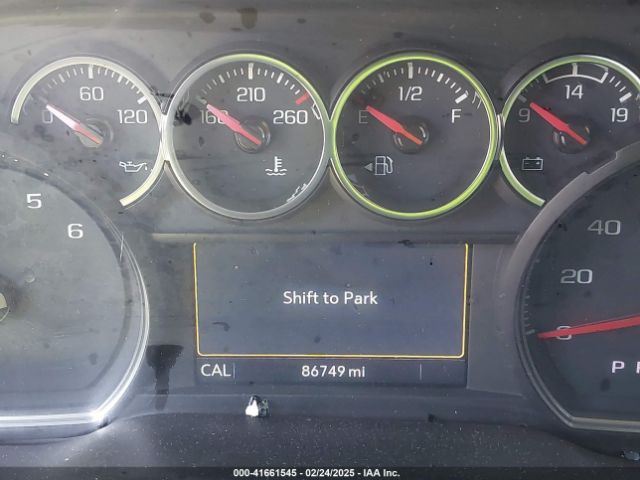 0 60 120
160 210 260
E 1/2 F
9 14 19
5
6
40
20
0
Shift to Park
CAL 86749 mi
P
000-41661545 - 02/24/2025 - IAA Inc.